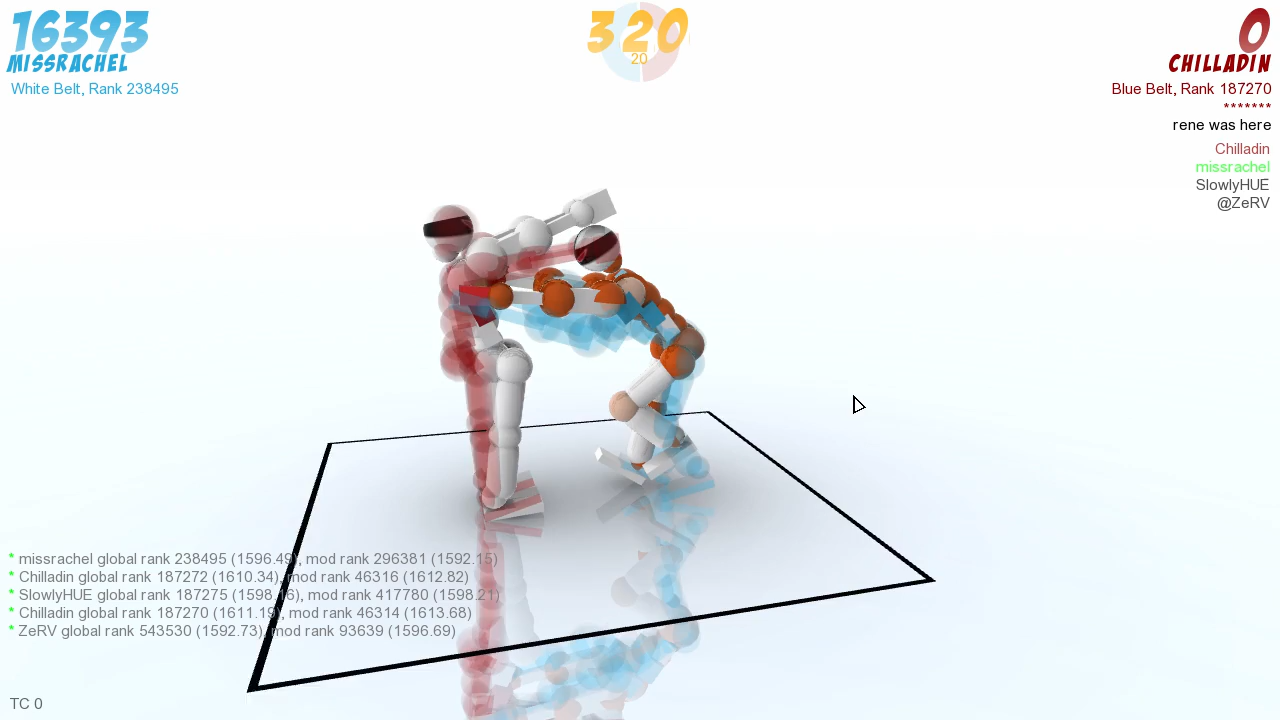 16393
MISSRACHEL
White Belt, Rank 238495
320
20
0
CHILLADIN
Blue Belt, Rank 187270
*******
rene was here
Chilladin
missrachel
SlowlyHUE
@ZeRV
* missrachel global rank 238495 (1596.49), mod rank 296381 (1592.15)
* Chilladin global rank 187272 (1610.34), mod rank 46316 (1612.82)
* SlowlyHUE global rank 187275 (1598.16), mod rank 417780 (1598.21)
* Chilladin global rank 187270 (1611.19), mod rank 46314 (1613.68)
* ZeRV global rank 543530 (1592.73), mod rank 93639 (1596.69)
TC 0